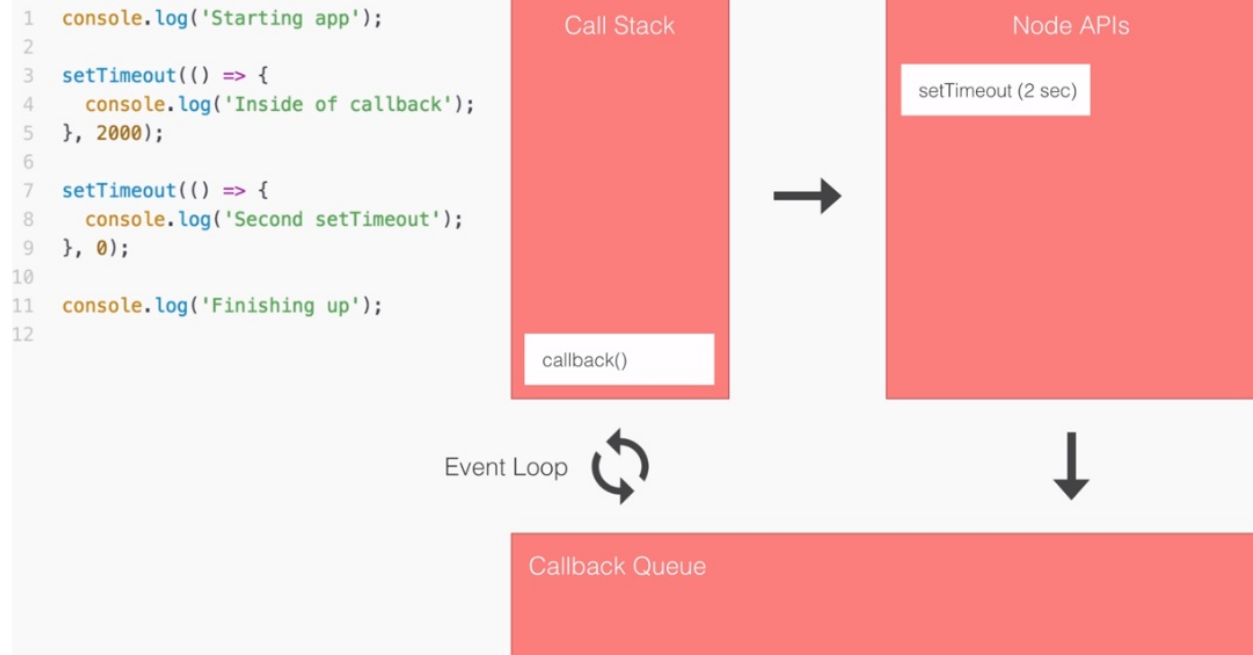 1 console.log('Starting app');
2
3 setTimeout(() => {
4   console.log('Inside of callback');
5 }, 2000);
6
7 setTimeout(() => {
8   console.log('Second setTimeout');
9 }, 0);
10
11 console.log('Finishing up');
12
Call Stack
callback()
Node APIs
setTimeout (2 sec)
Event Loop
Callback Queue